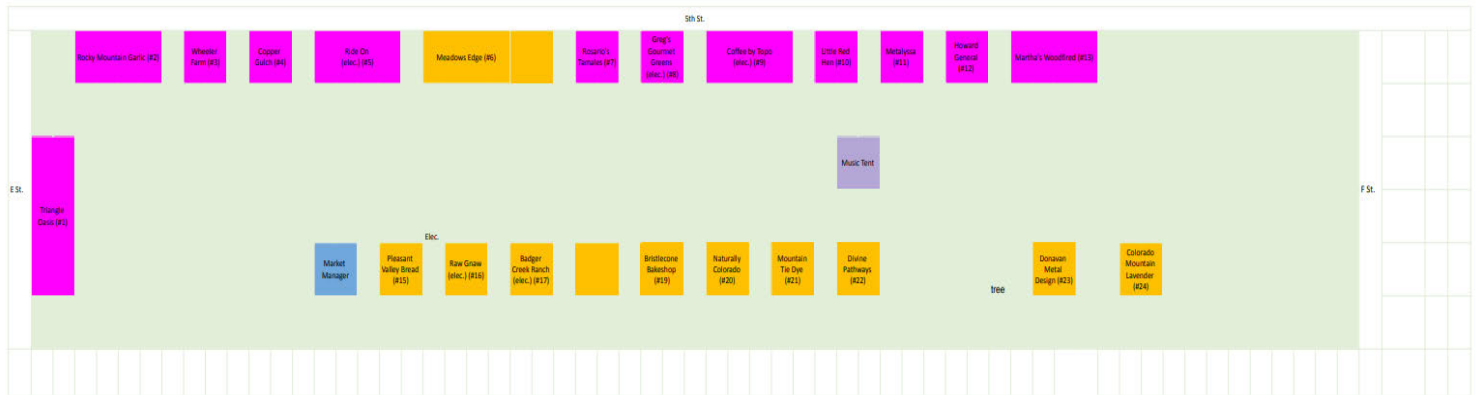 5th St.
Rocky Mountain Garlic (#2)
Wheeler
Farm (#3)
Copper
Gulch (#4)
Ride On
(elec.) (#5)
Meadows Edge (#6)
Rosario's
Tamales (#7)
Greg's
Gourmet
Greens
(elec.) (#8)
Coffee by Topo
(elec.) (#9)
Little Red
Hen (#10)
Metalyssa
(#11)
Howard
General
(#12)
Martha's Woodfired (#13)
Music Tent
E St.
F St.
Triangle
Oasis (#1)
Elec.
Market
Manager
Pleasant
Valley Bread
(#15)
Raw Gnaw
(elec.) (#16)
Badger
Creek Ranch
(elec.) (#17)
Bristlecone
Bakeshop
(#19)
Naturally
Colorado
(#20)
Mountain
Tie Dye
(#21)
Divine
Pathways
(#22)
tree
Donavan
Metal
Design (#23)
Colorado
Mountain
Lavender
(#24)